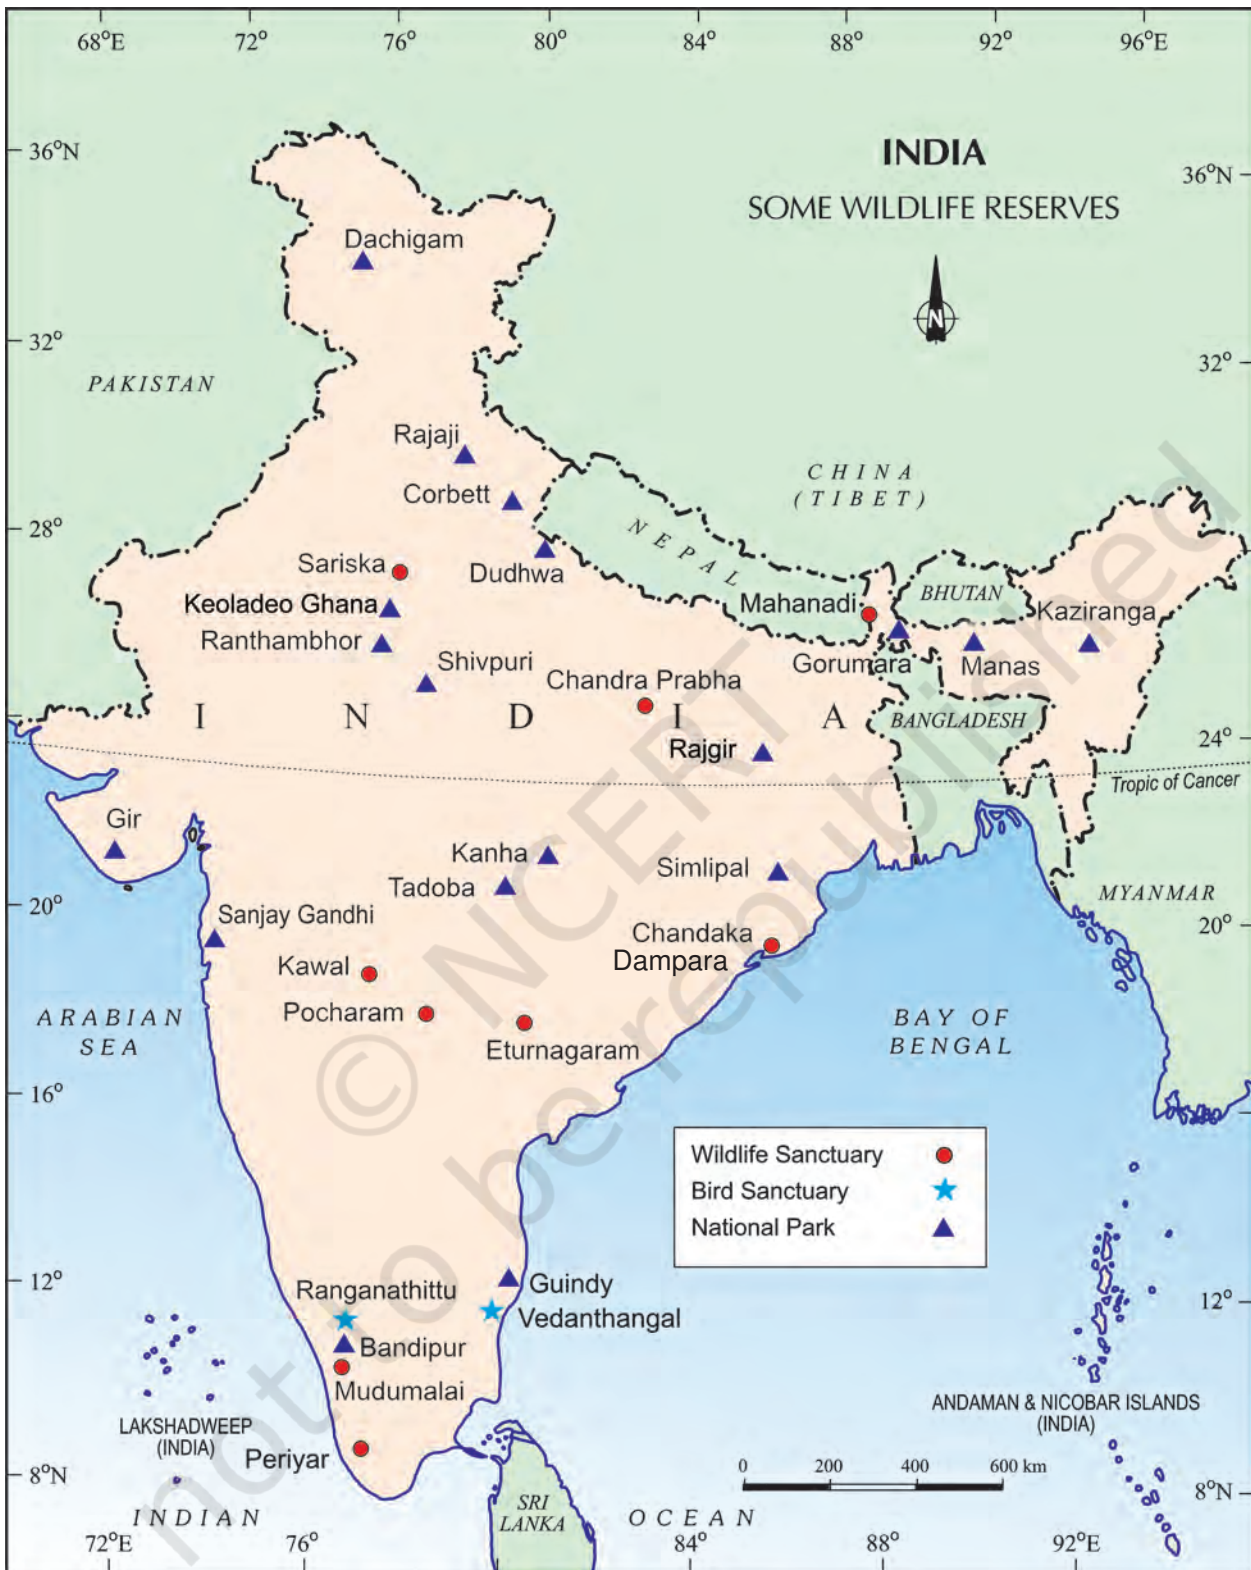 68°E 72° 76° 80° 84° 88° 92° 96°E
INDIA
SOME WILDLIFE RESERVES
N
36°N
36°N
Dachigam
32°
32°
PAKISTAN
Rajaji
CHINA
(TIBET)
Corbett
28°
28°
NEPAL
Sariska
Dudhwa
BHUTAN
Mahanadi
Kaziranga
Keoladeo Ghana
Ranthambhor
Gorumara
Manas
Shivpuri
Chandra Prabha
INDIA
BANGLADESH
24°
Rajgir
Tropic of Cancer
Gir
Kanha
Simlipal
Tadoba
MYANMAR
20°
20°
Sanjay Gandhi
Chandaka
Dampara
Kawal
Pocharam
ARABIAN
SEA
BAY OF
BENGAL
Eturnagaram
16°
Wildlife Sanctuary
Bird Sanctuary
National Park
12°
12°
Ranganathittu
Guindy
Vedanthangal
Bandipur
Mudumalai
LAKSHADWEEP
(INDIA)
ANDAMAN & NICOBAR ISLANDS
(INDIA)
Periyar
0 200 400 600 km
8°N
8°N
INDIAN OCEAN
SRI
LANKA
72°E 76° 84° 88° 92°E
© NCERT
not to be republished